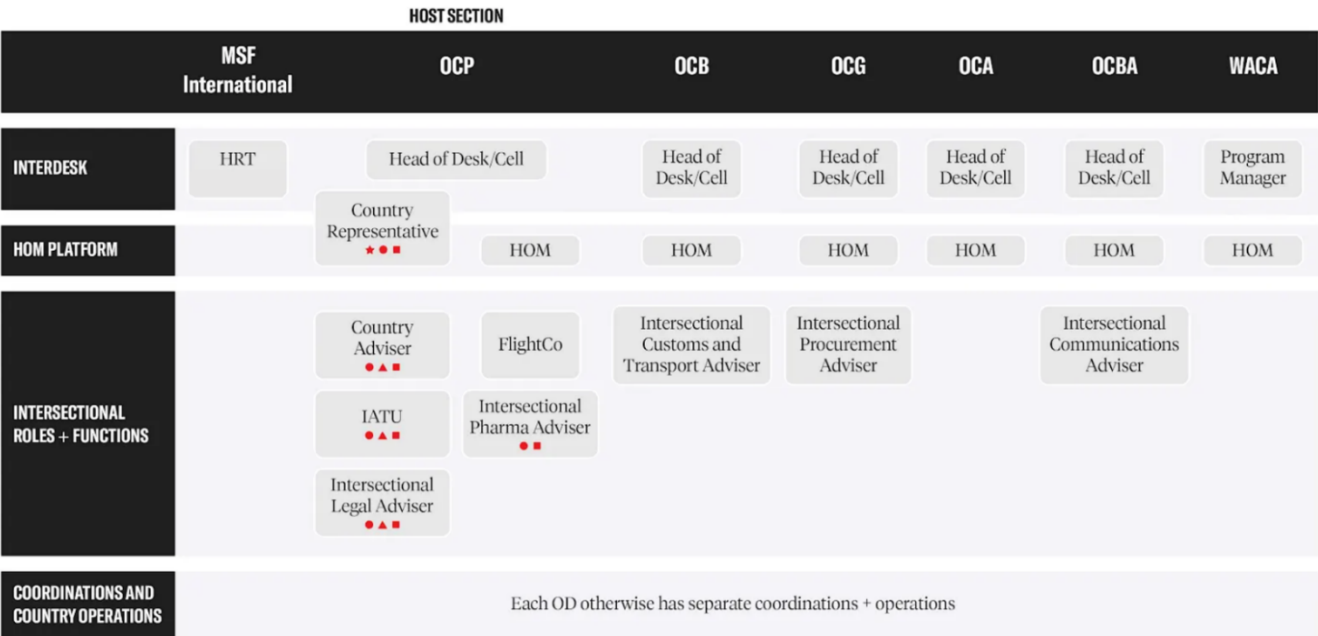 HOST SECTION
MSF
International
OCP
OCB
OCG
OCA
OCBA
WACA
INTERDESK
HRT
Head of Desk/Cell
Head of
Desk/Cell
Head of
Desk/Cell
Head of
Desk/Cell
Head of
Desk/Cell
Program
Manager
Country
Representative
HOM PLATFORM
HOM
HOM
HOM
HOM
HOM
HOM
INTERSECTIONAL
ROLES + FUNCTIONS
Country
Adviser
FlightCo
Intersectional
Customs and
Transport Adviser
Intersectional
Procurement
Adviser
Intersectional
Communications
Adviser
IATU
Intersectional
Pharma Adviser
Intersectional
Legal Adviser
COORDINATIONS AND
COUNTRY OPERATIONS
Each OD otherwise has separate coordinations + operations